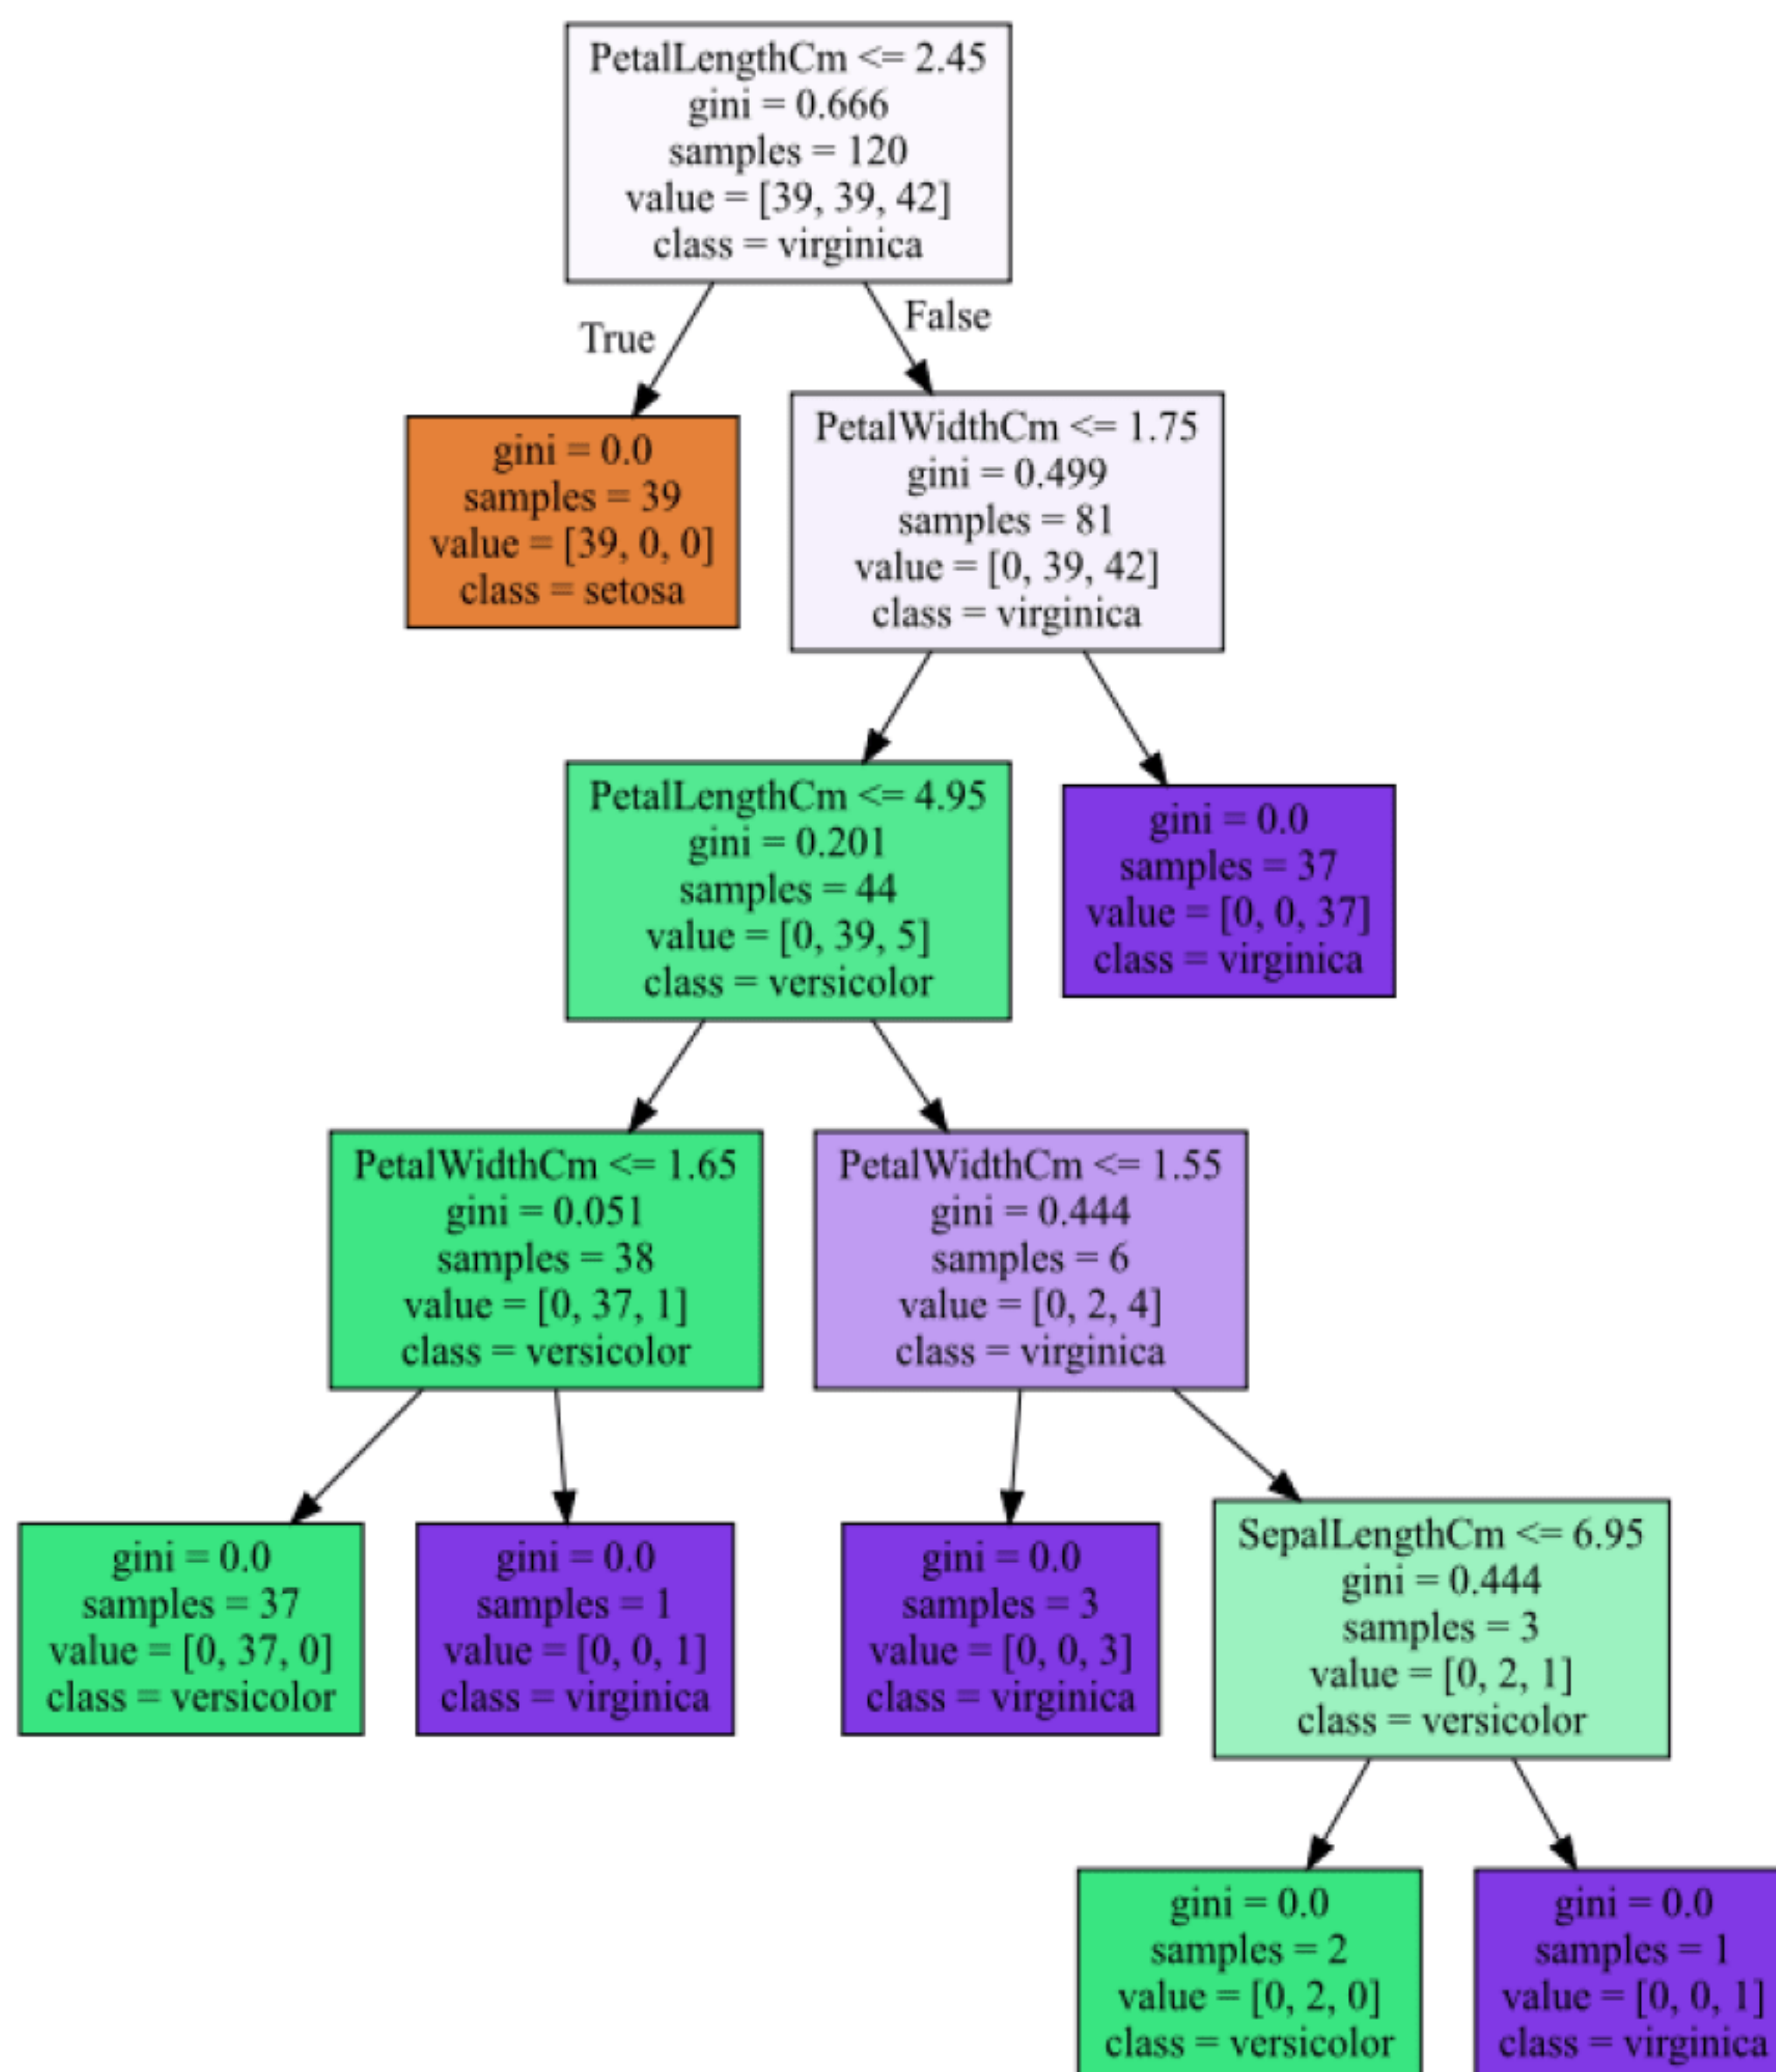 PetalLengthCm <= 2.45
gini = 0.666
samples = 120
value = [39, 39, 42]
class = virginica
True
False
gini = 0.0
samples = 39
value = [39, 0, 0]
class = setosa
PetalWidthCm <= 1.75
gini = 0.499
samples = 81
value = [0, 39, 42]
class = virginica
PetalLengthCm <= 4.95
gini = 0.201
samples = 44
value = [0, 39, 5]
class = versicolor
gini = 0.0
samples = 37
value = [0, 0, 37]
class = virginica
PetalWidthCm <= 1.65
gini = 0.051
samples = 38
value = [0, 37, 1]
class = versicolor
PetalWidthCm <= 1.55
gini = 0.444
samples = 6
value = [0, 2, 4]
class = virginica
gini = 0.0
samples = 37
value = [0, 37, 0]
class = versicolor
gini = 0.0
samples = 1
value = [0, 0, 1]
class = virginica
gini = 0.0
samples = 3
value = [0, 0, 3]
class = virginica
SepalLengthCm <= 6.95
gini = 0.444
samples = 3
value = [0, 2, 1]
class = versicolor
gini = 0.0
samples = 2
value = [0, 2, 0]
class = versicolor
gini = 0.0
samples = 1
value = [0, 0, 1]
class = virginica